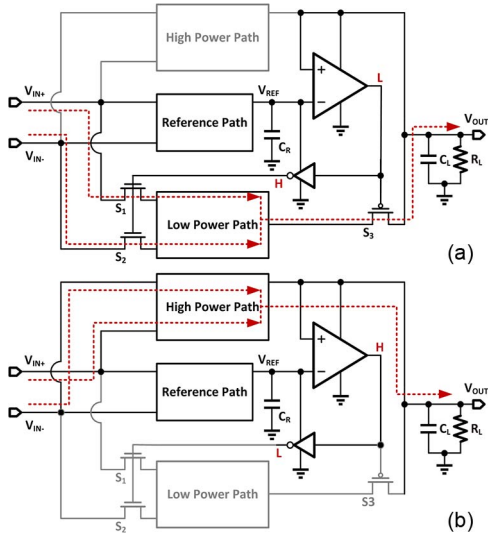 High Power Path
+
L
VIN+
VREF
−
Reference Path
VOUT
VIN-
CR
CL
RL
H
S1
Low Power Path
S2
S3
(a)
High Power Path
+
H
VIN+
VREF
−
Reference Path
VOUT
VIN-
CR
CL
RL
L
S1
Low Power Path
S3
S2
(b)